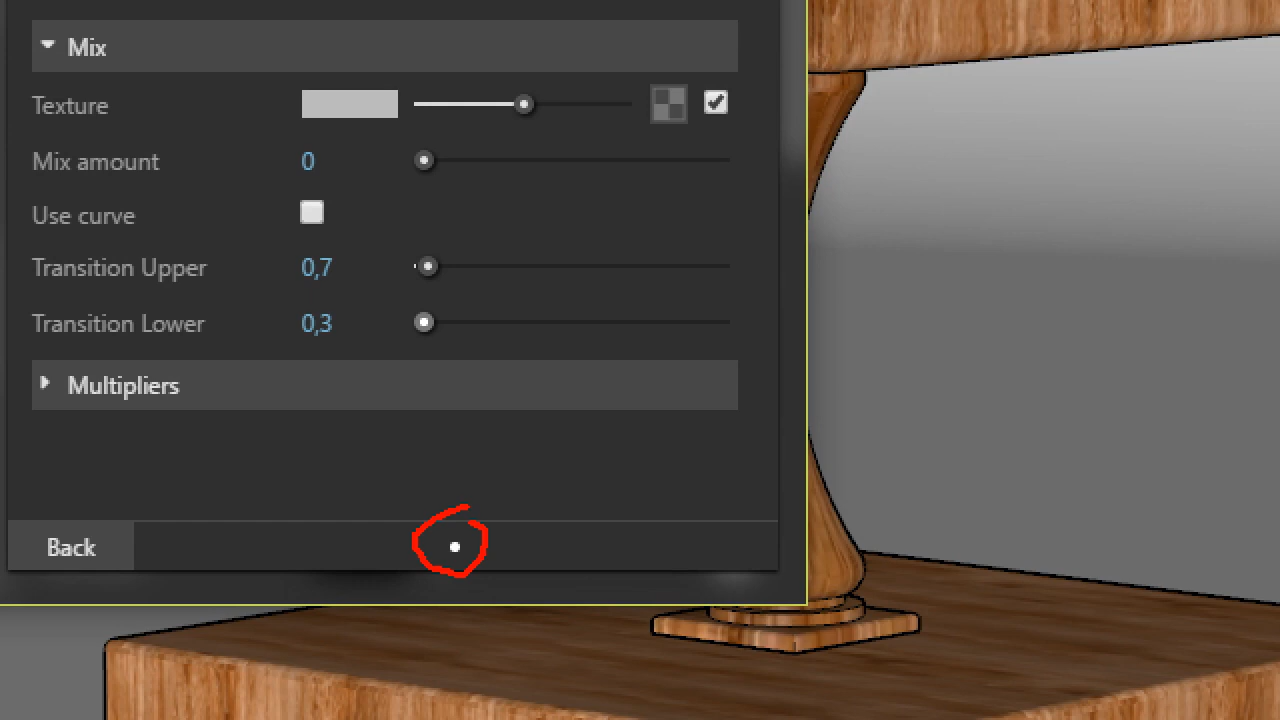 Mix
Texture
Mix amount 0
Use curve
Transition Upper 0,7
Transition Lower 0,3
Multipliers
Back